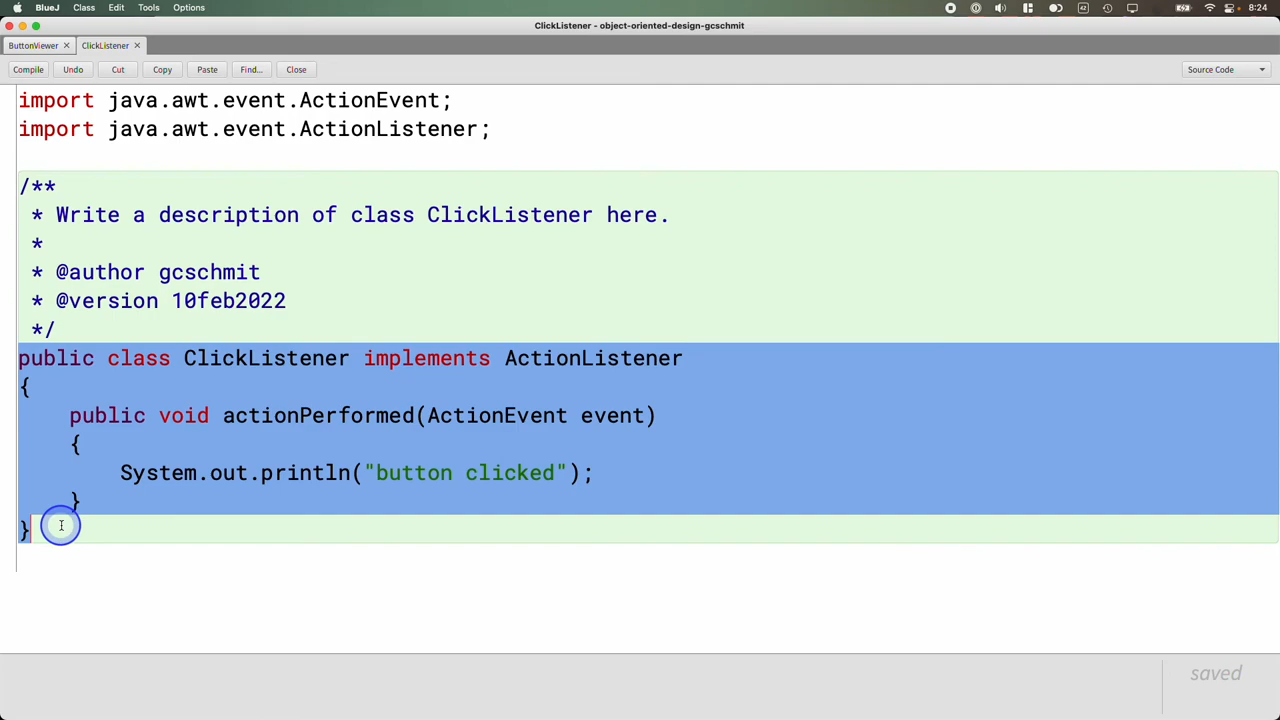 BlueJ Class Edit Tools Options 8:24
ClickListener - object-oriented-design-gcschmit
ButtonViewer × ClickListener ×
Compile Undo Cut Copy Paste Find... Close Source Code
import java.awt.event.ActionEvent;
import java.awt.event.ActionListener;
/**
* Write a description of class ClickListener here.
*
* @author gcschmit
* @version 10feb2022
*/
public class ClickListener implements ActionListener
{
public void actionPerformed(ActionEvent event)
{
System.out.println("button clicked");
}
}
saved